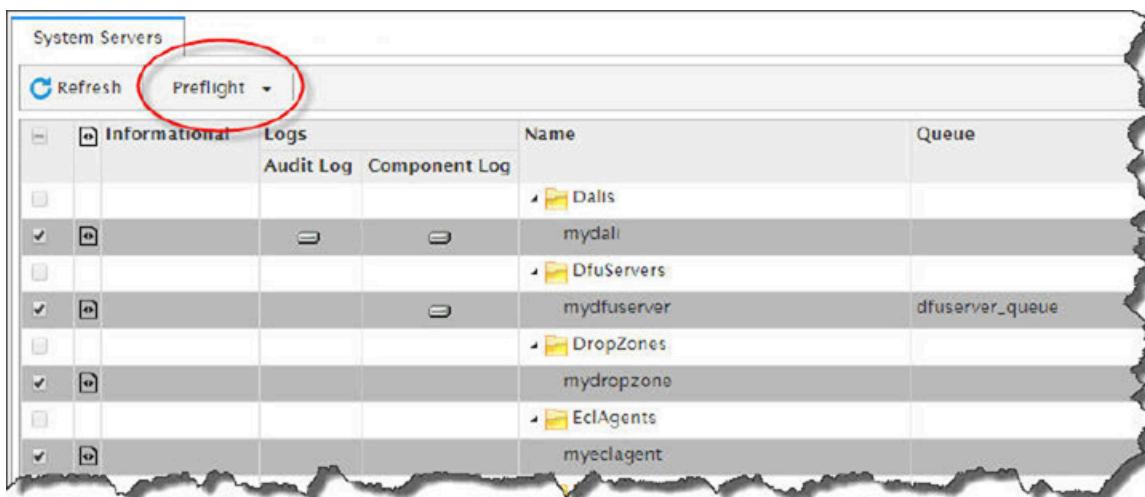 System Servers
Refresh Preflight
Informational Logs Name Queue
Audit Log Component Log
Dalis
mydali
DfuServers
mydfuserver dfuserver_queue
DropZones
mydropzone
EclAgents
myeclagent